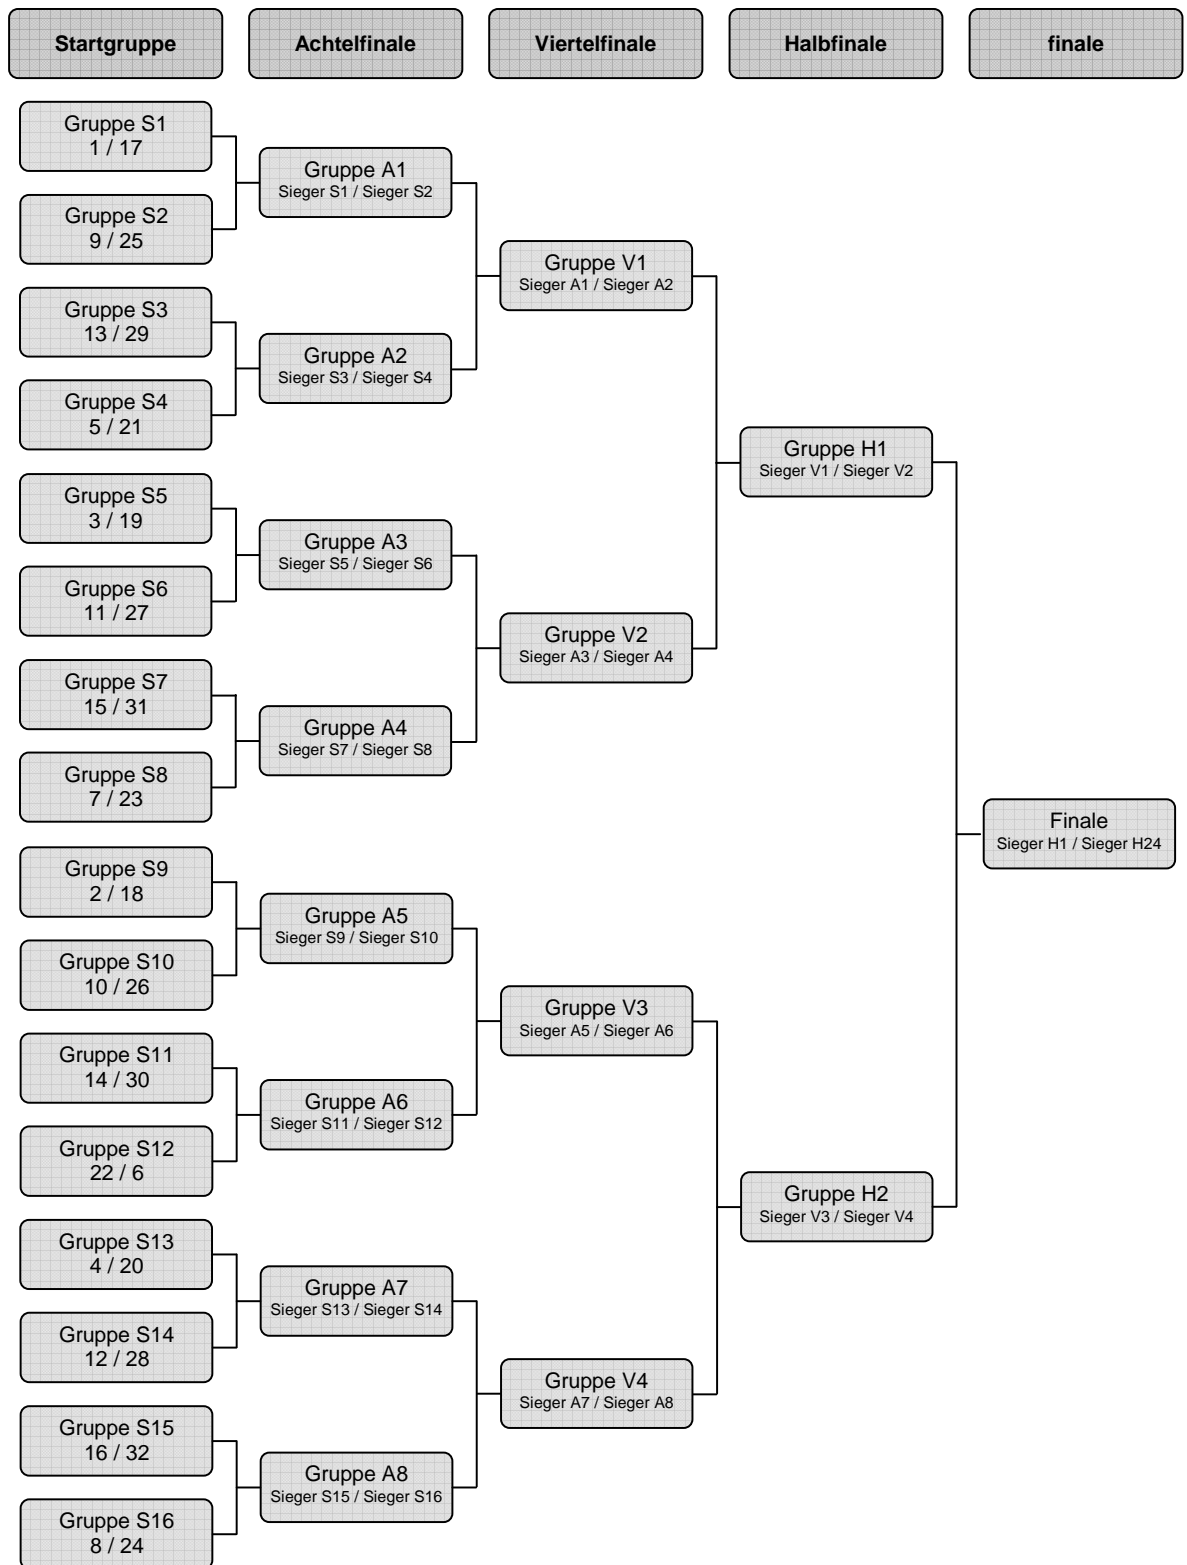 Startgruppe
Achtelfinale
Viertelfinale
Halbfinale
finale
Gruppe S1
1 / 17
Gruppe S2
9 / 25
Gruppe S3
13 / 29
Gruppe S4
5 / 21
Gruppe S5
3 / 19
Gruppe S6
11 / 27
Gruppe S7
15 / 31
Gruppe S8
7 / 23
Gruppe S9
2 / 18
Gruppe S10
10 / 26
Gruppe S11
14 / 30
Gruppe S12
22 / 6
Gruppe S13
4 / 20
Gruppe S14
12 / 28
Gruppe S15
16 / 32
Gruppe S16
8 / 24
Gruppe A1
Sieger S1 / Sieger S2
Gruppe A2
Sieger S3 / Sieger S4
Gruppe A3
Sieger S5 / Sieger S6
Gruppe A4
Sieger S7 / Sieger S8
Gruppe A5
Sieger S9 / Sieger S10
Gruppe A6
Sieger S11 / Sieger S12
Gruppe A7
Sieger S13 / Sieger S14
Gruppe A8
Sieger S15 / Sieger S16
Gruppe V1
Sieger A1 / Sieger A2
Gruppe V2
Sieger A3 / Sieger A4
Gruppe V3
Sieger A5 / Sieger A6
Gruppe V4
Sieger A7 / Sieger A8
Gruppe H1
Sieger V1 / Sieger V2
Gruppe H2
Sieger V3 / Sieger V4
Finale
Sieger H1 / Sieger H24